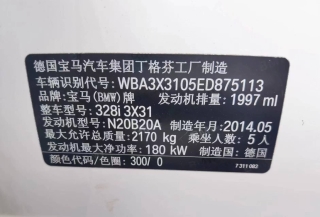 德国宝马汽车集团丁格芬工厂制造
车辆识别代号: WBA3X3105ED875113
品牌: 宝马(BMW)牌 发动机排量: 1997 ml
整车型号: 328i 3X31
发动机型号: N20B20A 制造年月: 2014.05
最大允许总质量: 2170 kg 乘坐人数: 5 人
发动机最大净功率: 180 kW 制造国: 德国
颜色代号/色: 300/ 0
7 311 083